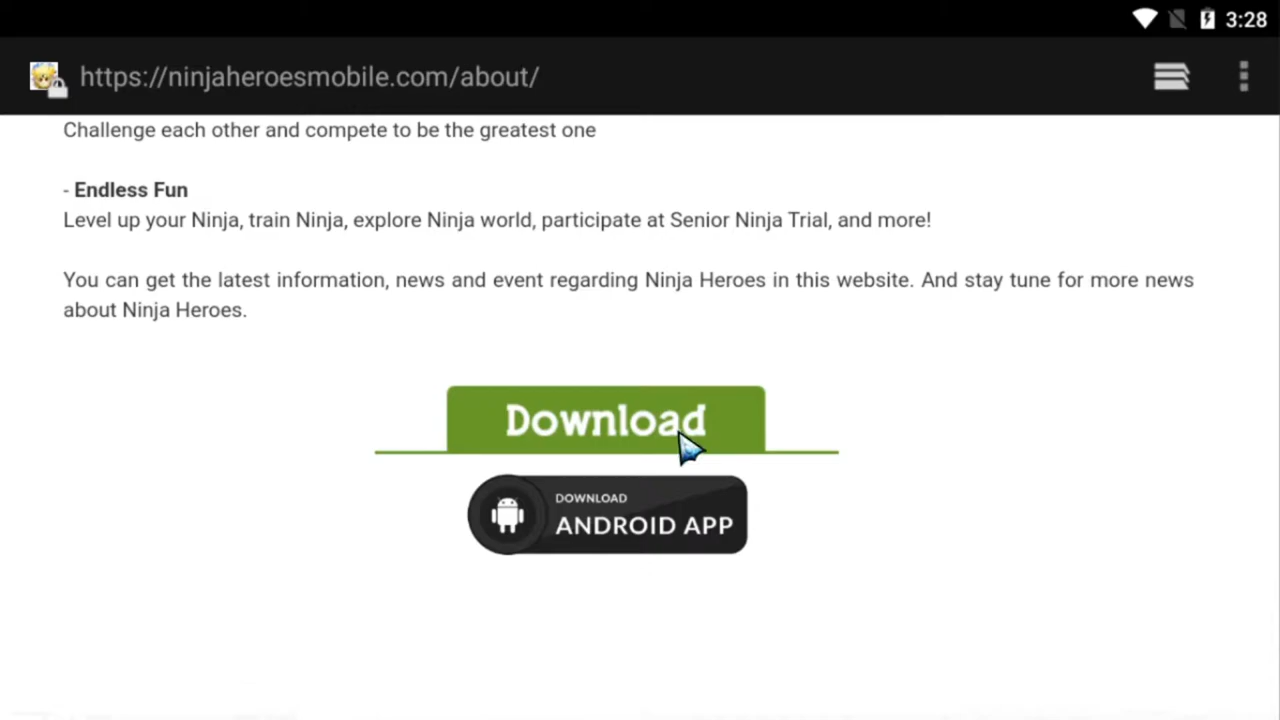 3:28
https://ninjaheroesmobile.com/about/
Challenge each other and compete to be the greatest one
- Endless Fun
Level up your Ninja, train Ninja, explore Ninja world, participate at Senior Ninja Trial, and more!
You can get the latest information, news and event regarding Ninja Heroes in this website. And stay tune for more news
about Ninja Heroes.
Download
DOWNLOAD
ANDROID APP